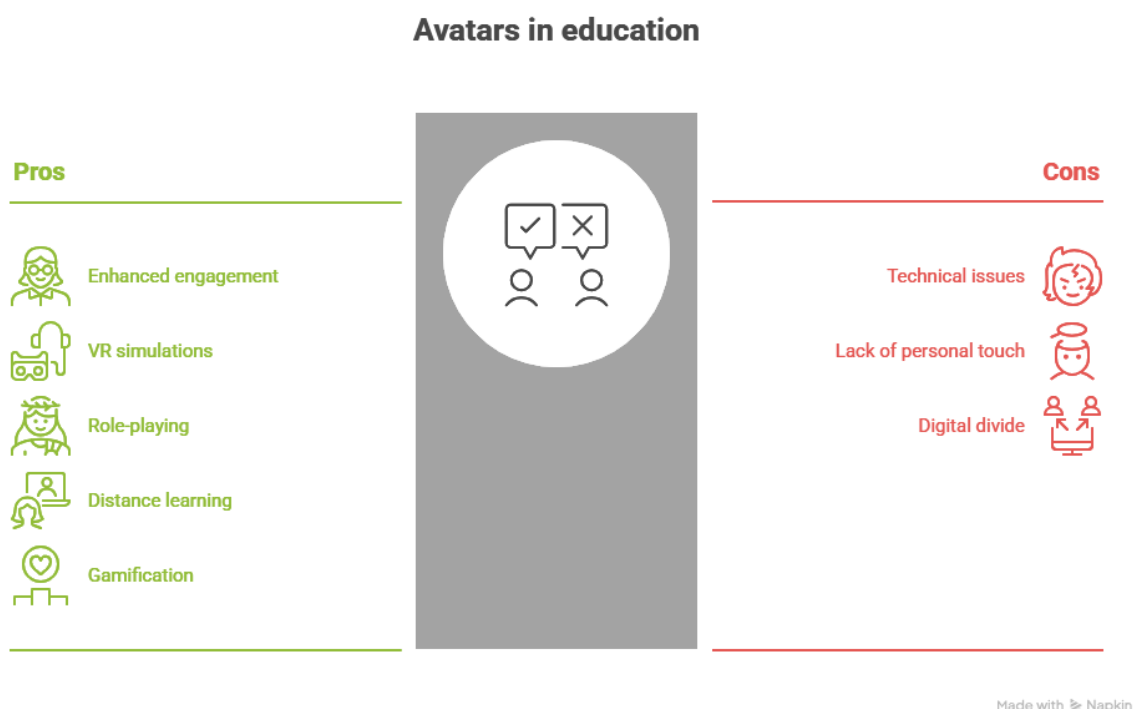 Avatars in education
Pros
Enhanced engagement
VR simulations
Role-playing
Distance learning
Gamification
Cons
Technical issues
Lack of personal touch
Digital divide
Made with Napkin